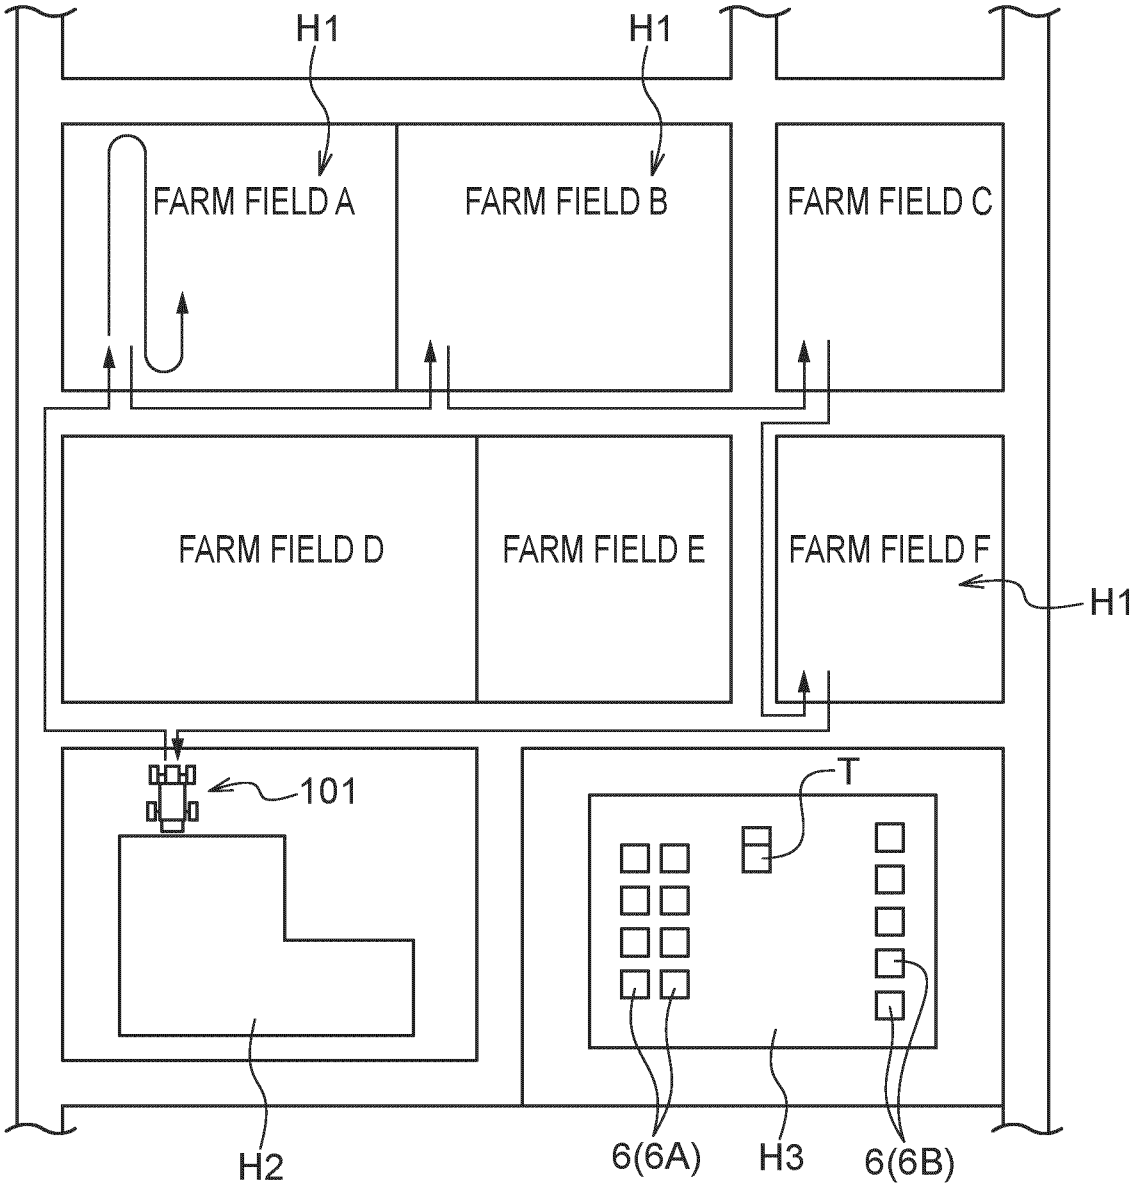 H1
H1
FARM FIELD A
FARM FIELD B
FARM FIELD C
FARM FIELD D
FARM FIELD E
FARM FIELD F
H1
101
T
H2
6(6A)
H3
6(6B)